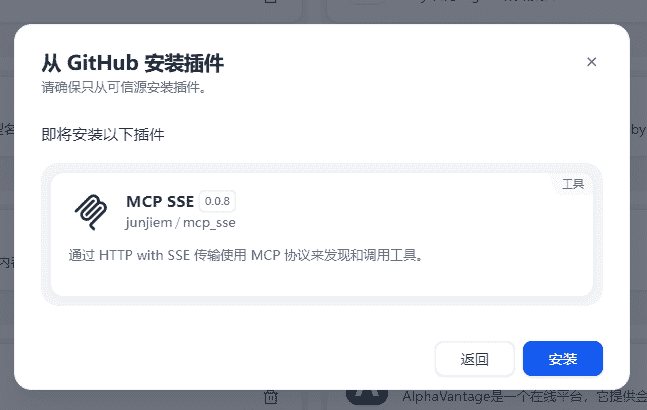 从 GitHub 安装插件
请确保只从可信源安装插件。
即将安装以下插件
工具
MCP SSE 0.0.8
junjiem / mcp_sse
通过 HTTP with SSE 传输使用 MCP 协议来发现和调用工具。
返回 安装
AlphaVantage是一个在线平台，它提供金